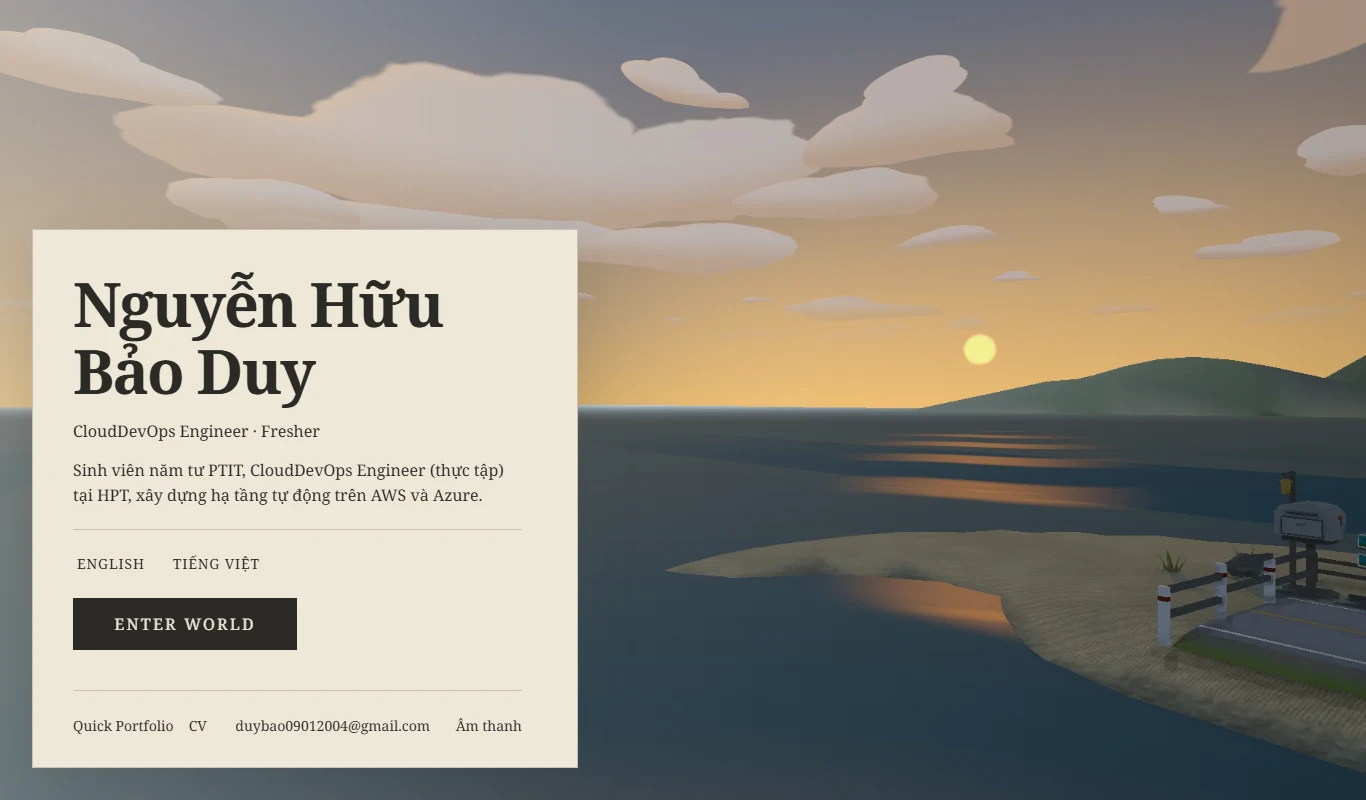 Nguyễn Hữu
Bảo Duy
CloudDevOps Engineer · Fresher
Sinh viên năm tư PTIT, CloudDevOps Engineer (thực tập)
tại HPT, xây dựng hạ tầng tự động trên AWS và Azure.
ENGLISH TIẾNG VIỆT
ENTER WORLD
Quick Portfolio CV duybao09012004@gmail.com Âm thanh